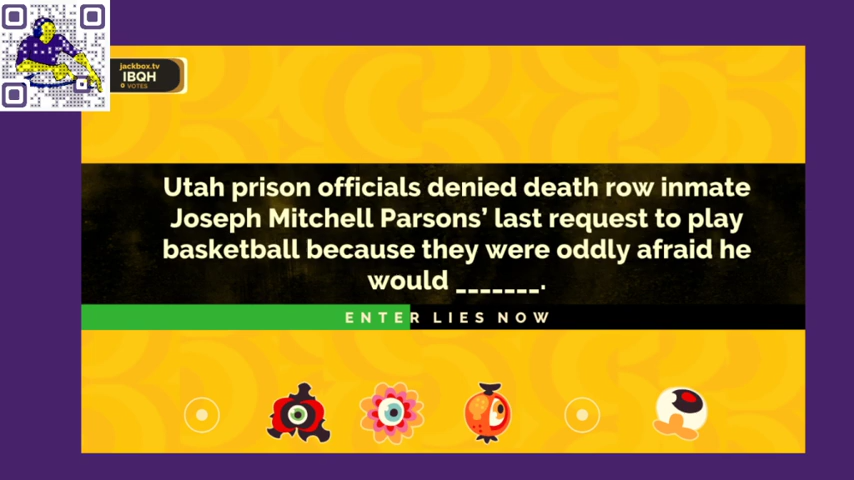 jackbox.tv
IBQH
0 VOTES
Utah prison officials denied death row inmate
Joseph Mitchell Parsons’ last request to play
basketball because they were oddly afraid he
would _______.
ENTER LIES NOW